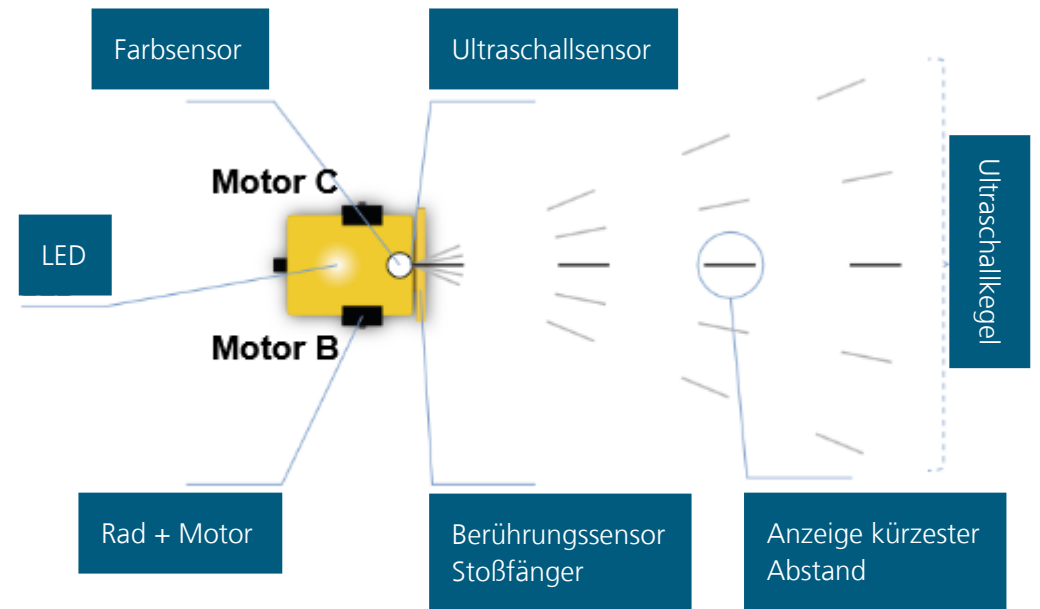 Farbsensor
Ultraschallsensor
Motor C
LED
Ultraschallkegel
Motor B
Rad + Motor
Berührungssensor
Stoßfänger
Anzeige kürzester
Abstand